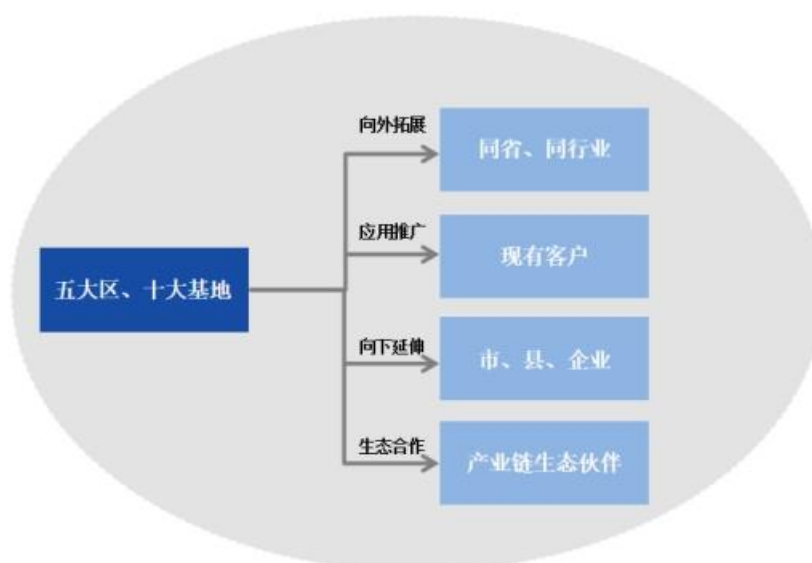 向外拓展
同省、同行业
应用推广
现有客户
五大区、十大基地
向下延伸
市、县、企业
生态合作
产业链生态伙伴